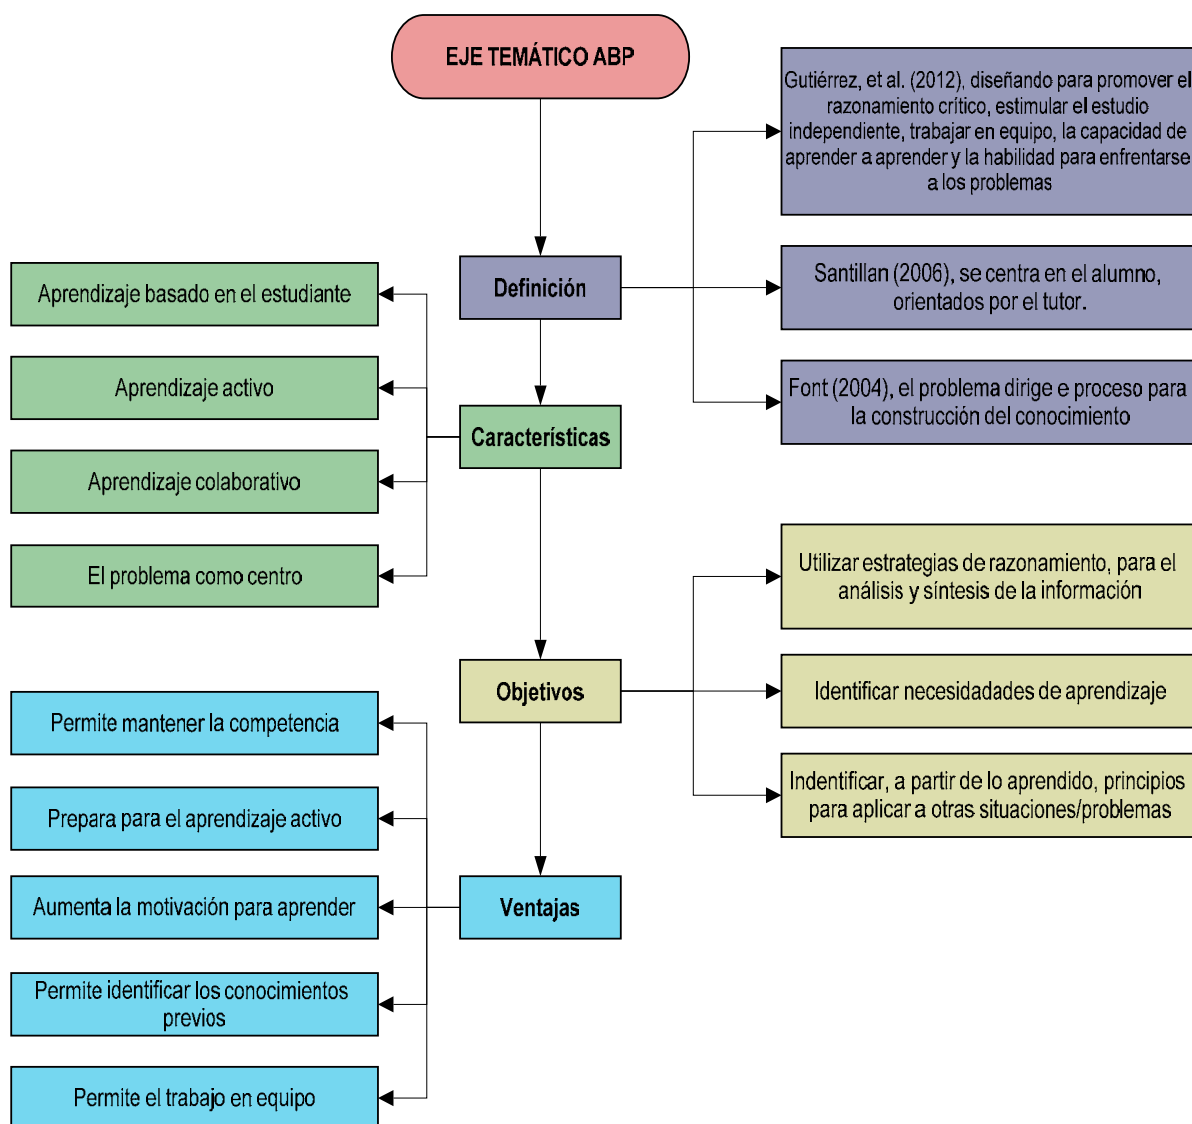 EJE TEMÁTICO ABP
Gutiérrez, et al. (2012), diseñando para promover el
razonamiento crítico, estimular el estudio
independiente, trabajar en equipo, la capacidad de
aprender a aprender y la habilidad para enfrentarse
a los problemas
Definición
Santillan (2006), se centra en el alumno,
orientados por el tutor.
Font (2004), el problema dirige e proceso para
la construcción del conocimiento
Aprendizaje basado en el estudiante
Aprendizaje activo
Aprendizaje colaborativo
El problema como centro
Característícas
Objetivos
Utilizar estrategias de razonamiento, para el
análisis y síntesis de la información
Identificar necesidadades de aprendizaje
Indentificar, a partir de lo aprendido, principios
para aplicar a otras situaciones/problemas
Permite mantener la competencia
Prepara para el aprendizaje activo
Aumenta la motivación para aprender
Permite identificar los conocimientos
previos
Permite el trabajo en equipo
Ventajas